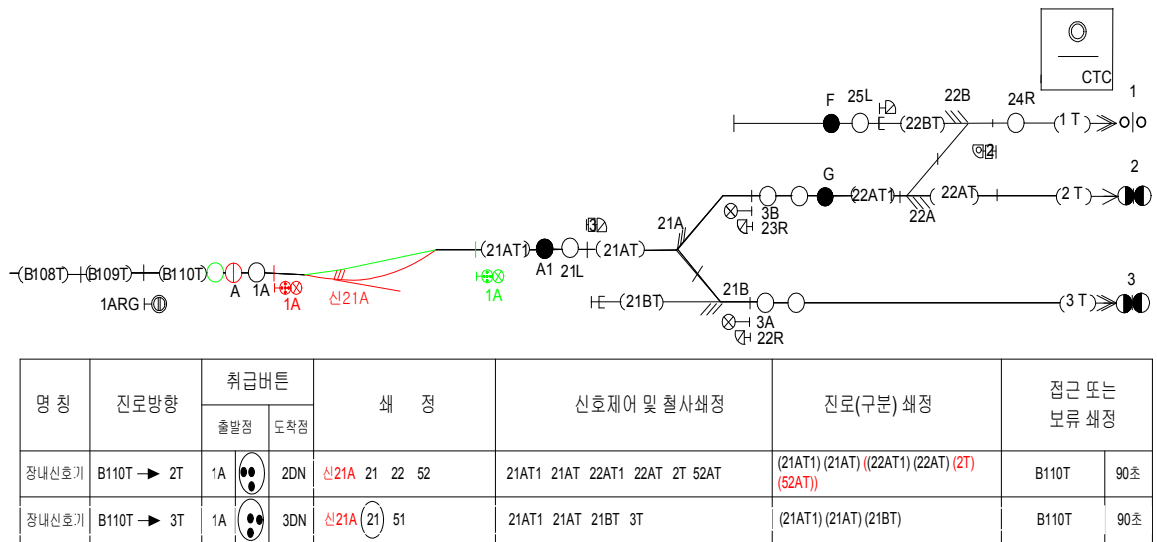 CTC
F 25L 22B 24R 1
(22BT) (1 T)
2
G 2
(22AT1) (22AT) (2 T)
3B 22A
23R
21A
3
(21AT1) (21AT)
A1 21L
(B108T) (B109T) (B110T)
A 1A
1A 신21A 1A
1ARG
(21BT) 21B 3
(3 T)
3A
22R
명 칭 진로방향 취급버튼 쇄 정 신호제어 및 철사쇄정 진로(구분) 쇄정 접근 또는
보류 쇄정
출발점 도착점
장내신호기 B110T → 2T 1A 2DN 신21A 21 22 52 21AT1 21AT 22AT1 22AT 2T 52AT (21AT1) (21AT) ((22AT1) (22AT) (2T)
(52AT)) B110T 90초
장내신호기 B110T → 3T 1A 3DN 신21A 21 51 21AT1 21AT 21BT 3T (21AT1) (21AT) (21BT) B110T 90초